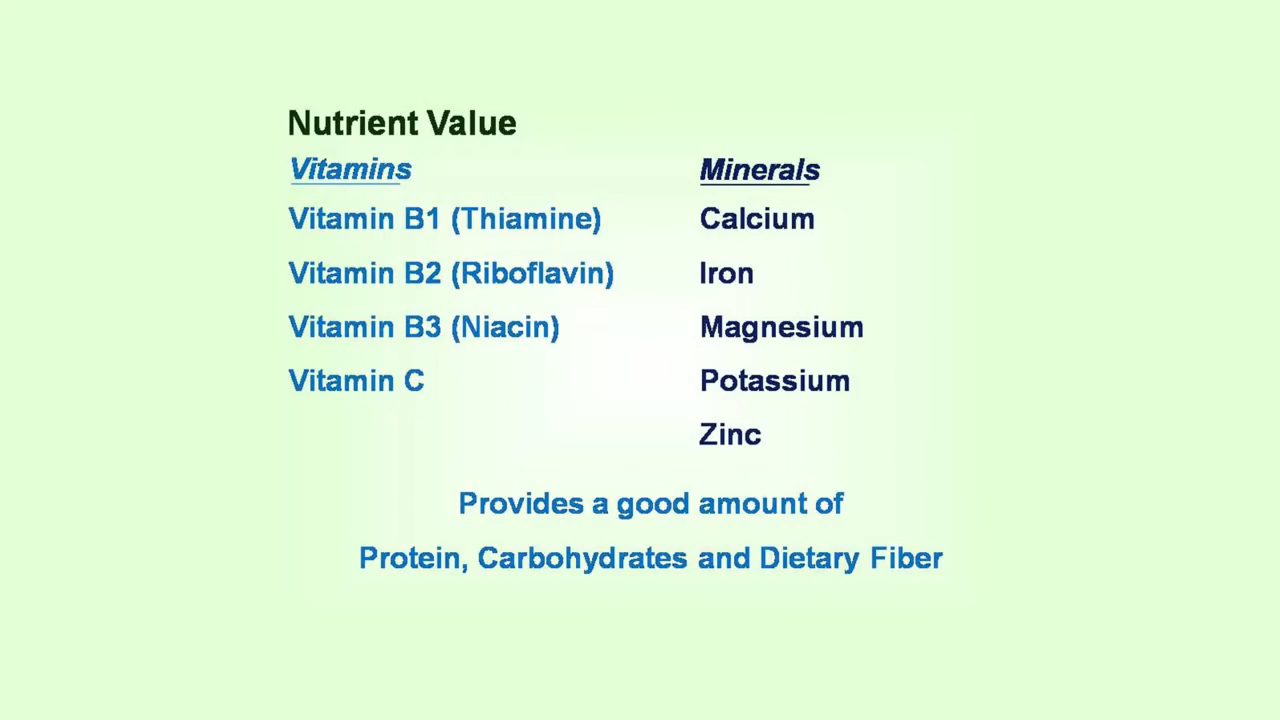 Nutrient Value
Vitamins Minerals
Vitamin B1 (Thiamine) Calcium
Vitamin B2 (Riboflavin) Iron
Vitamin B3 (Niacin) Magnesium
Vitamin C Potassium
Zinc
Provides a good amount of
Protein, Carbohydrates and Dietary Fiber